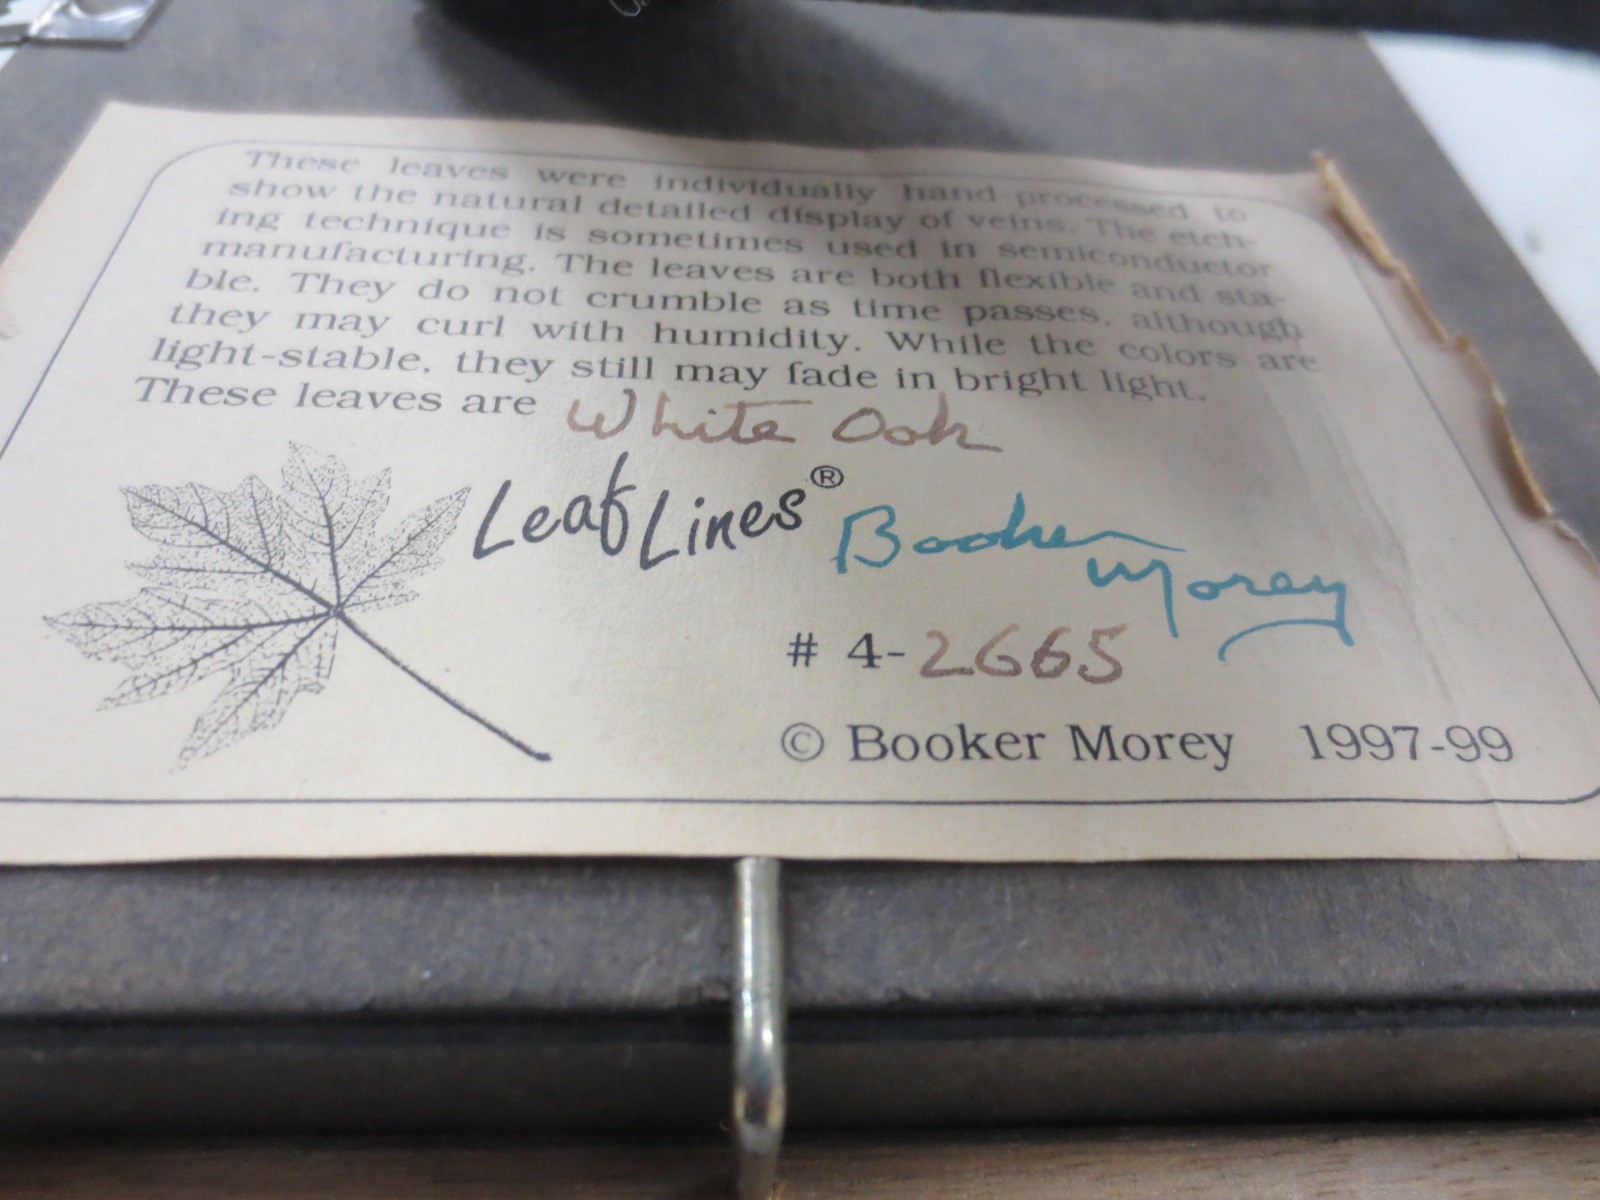 These leaves were individually hand processed to
show the natural detailed display of veins. The etch-
ing technique is sometimes used in semiconductor
manufacturing. The leaves are both flexible and sta-
ble. They do not crumble as time passes, although
they may curl with humidity. While the colors are
light-stable, they still may fade in bright light.
These leaves are White Oak
Leaf Lines®
Booker
Morey
# 4-2665
© Booker Morey 1997-99